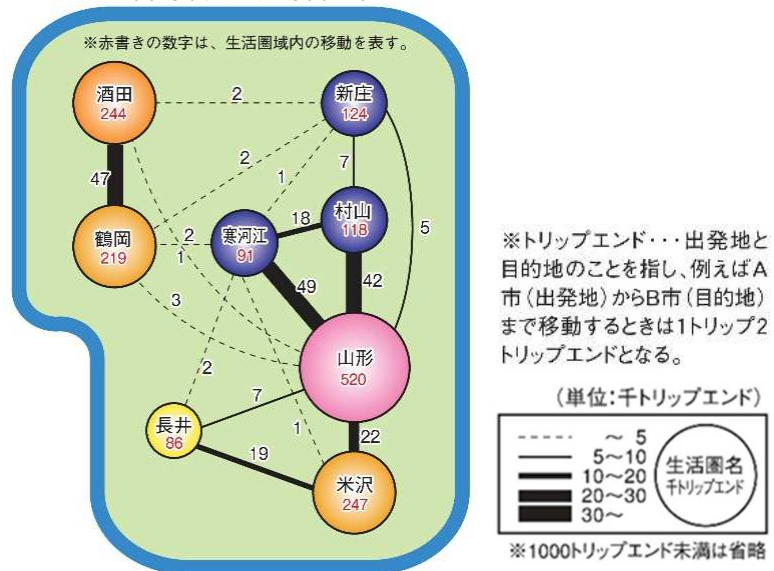 ※赤書きの数字は、生活圏域内の移動を表す。
酒田
244
2
新庄
124
2
1
7
47
5
鶴岡
219
2
1
寒河江
91
18
村山
118
3
49
42
山形
520
2
7
1
22
長井
86
19
米沢
247
※トリップエンド・・・出発地と
目的地のことを指し、例えばA
市(出発地)からB市(目的地)
まで移動するときは1トリップ2
トリップエンドとなる。
(単位:千トリップエンド)
～ 5
5～10
10～20
20～30
30～
生活圏名
千トリップエンド
※1000トリップエンド未満は省略